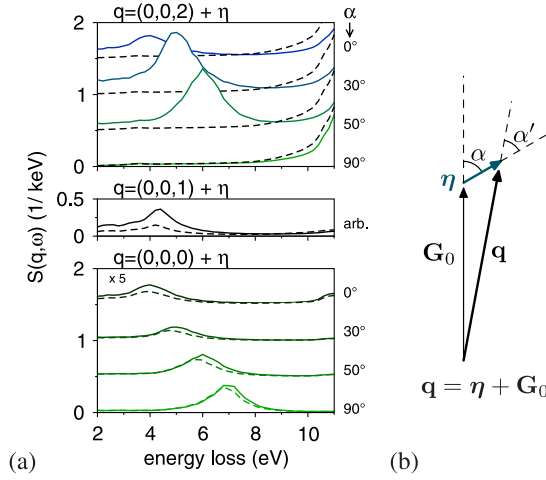 q=(0,0,2) + η
α
2
0°
1
30°
50°
0
90°
q=(0,0,1) + η
0.5
arb.
0
q=(0,0,0) + η
2
x 5
0°
1
30°
50°
0
90°
2 4 6 8 10
energy loss (eV)
S(q,ω) (1/ keV)
(a)
α α′
η
G₀ q
q = η + G₀
(b)